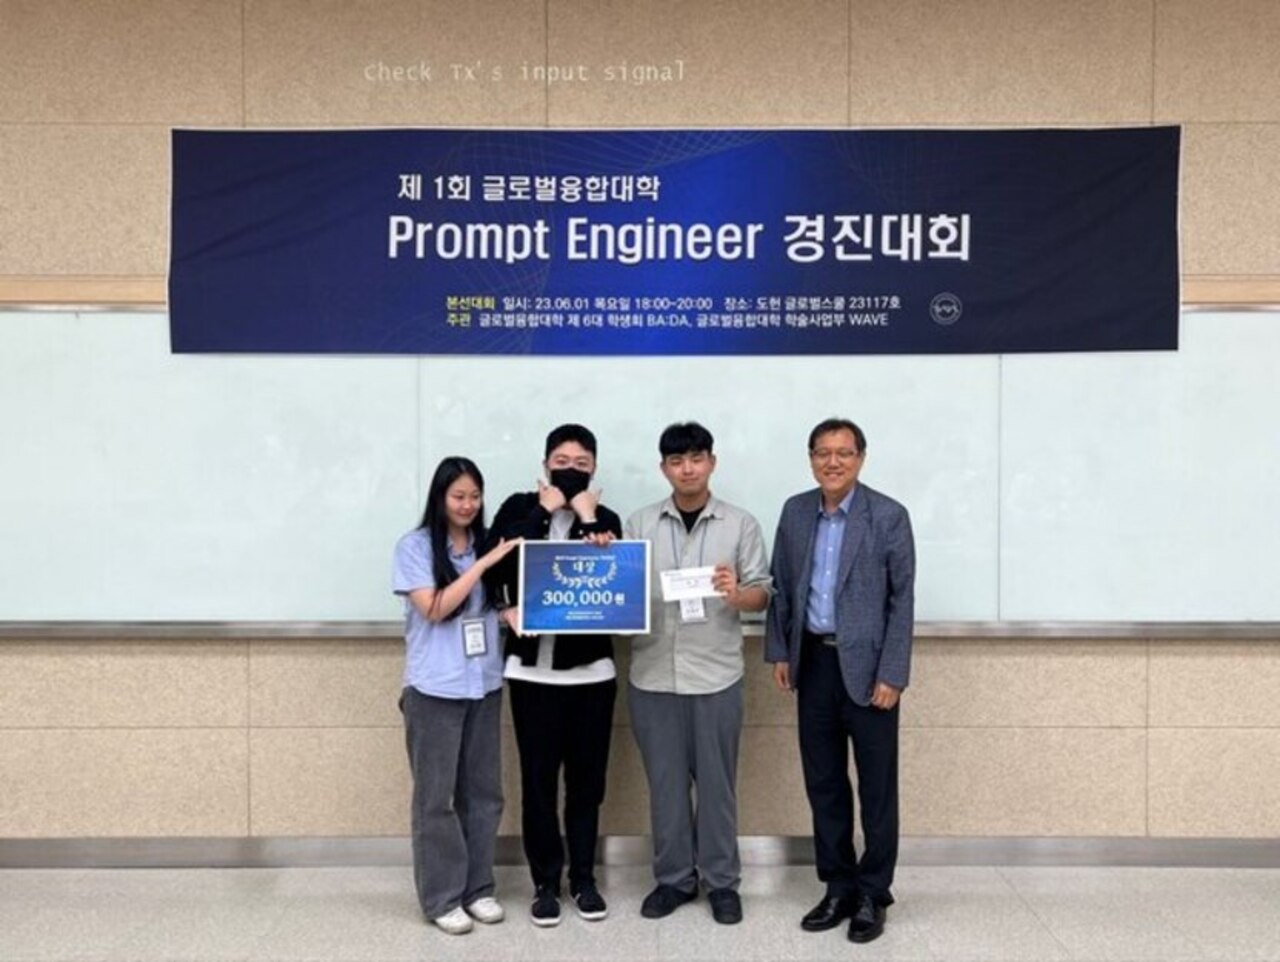 Check Tx's input signal
제 1회 글로벌융합대학
Prompt Engineer 경진대회
본선대회 일시: 23.06.01 목요일 18:00~20:00 장소: 도헌 글로벌스쿨 23117호
주관 글로벌융합대학 제 6대 학생회 BA:DA, 글로벌융합대학 학술사업부 WAVE
대상
300,000원